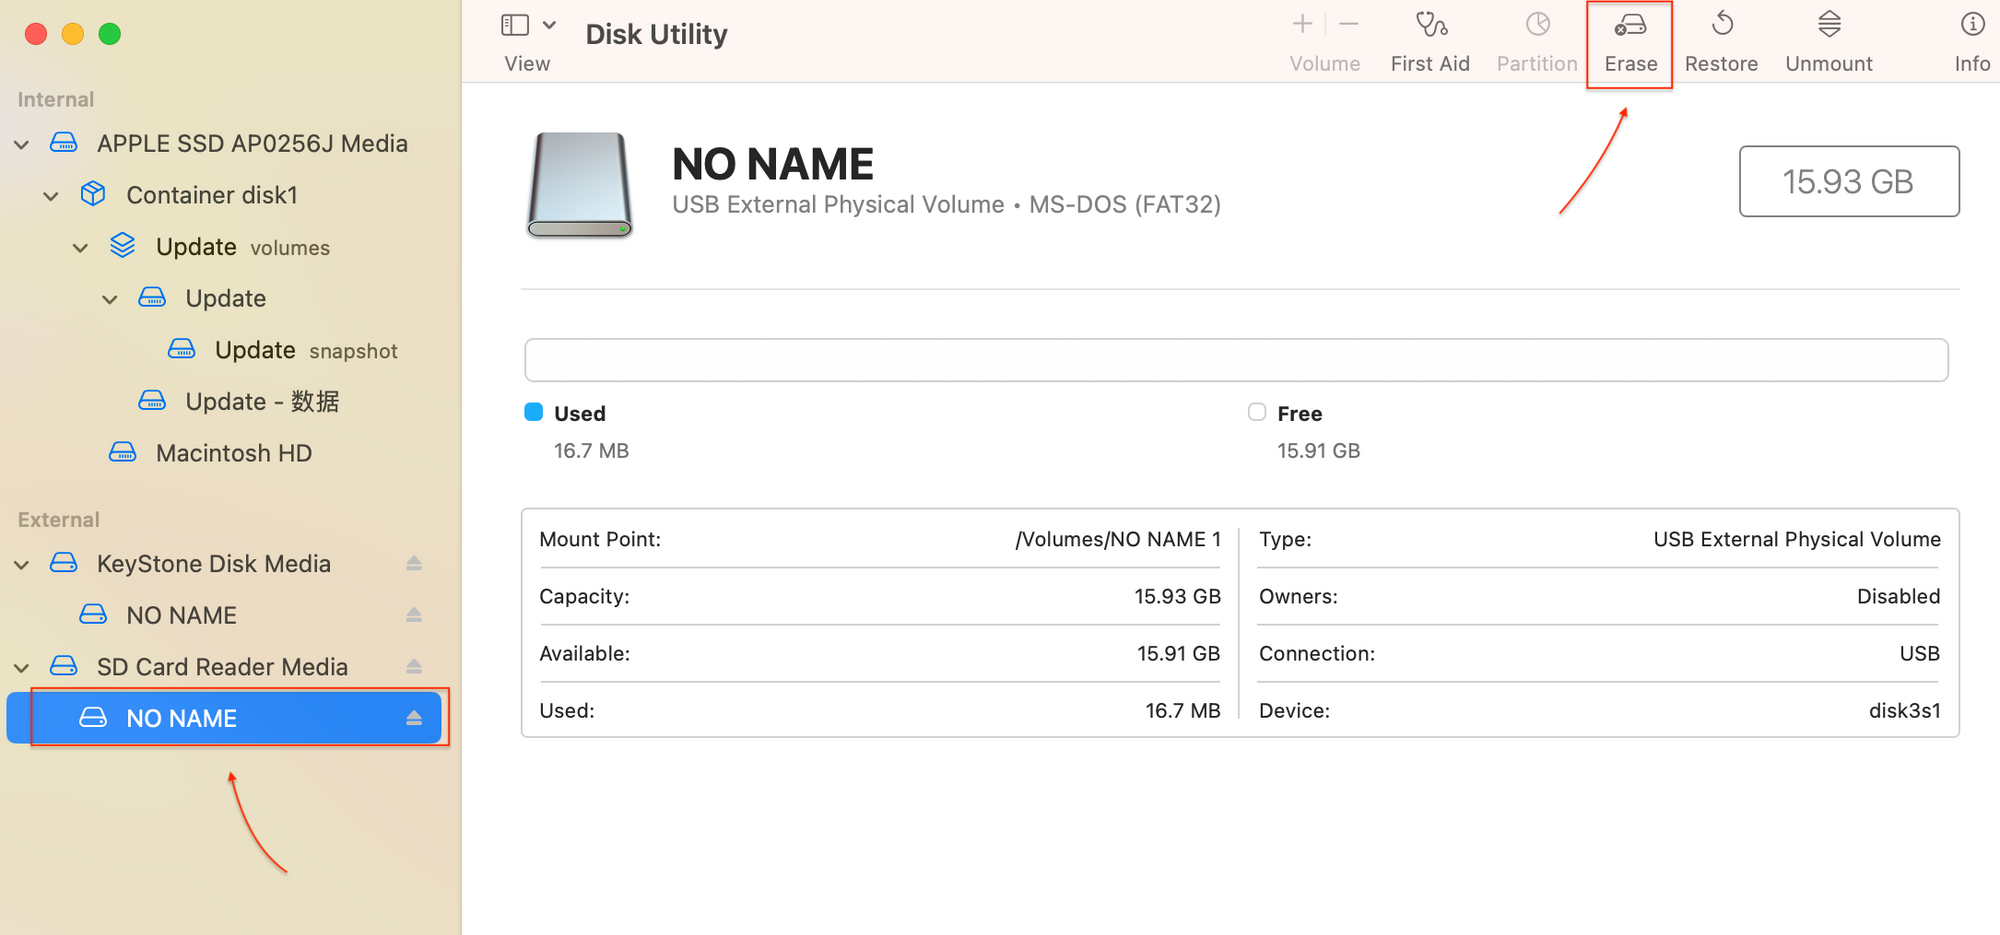 View
Disk Utility
Volume
First Aid
Partition
Erase
Restore
Unmount
Info
Internal
APPLE SSD AP0256J Media
Container disk1
Update volumes
Update
Update snapshot
Update - 数据
Macintosh HD
External
KeyStone Disk Media
NO NAME
SD Card Reader Media
NO NAME
NO NAME
USB External Physical Volume • MS-DOS (FAT32)
15.93 GB
Used
16.7 MB
Free
15.91 GB
Mount Point: /Volumes/NO NAME 1
Capacity: 15.93 GB
Available: 15.91 GB
Used: 16.7 MB
Type: USB External Physical Volume
Owners: Disabled
Connection: USB
Device: disk3s1